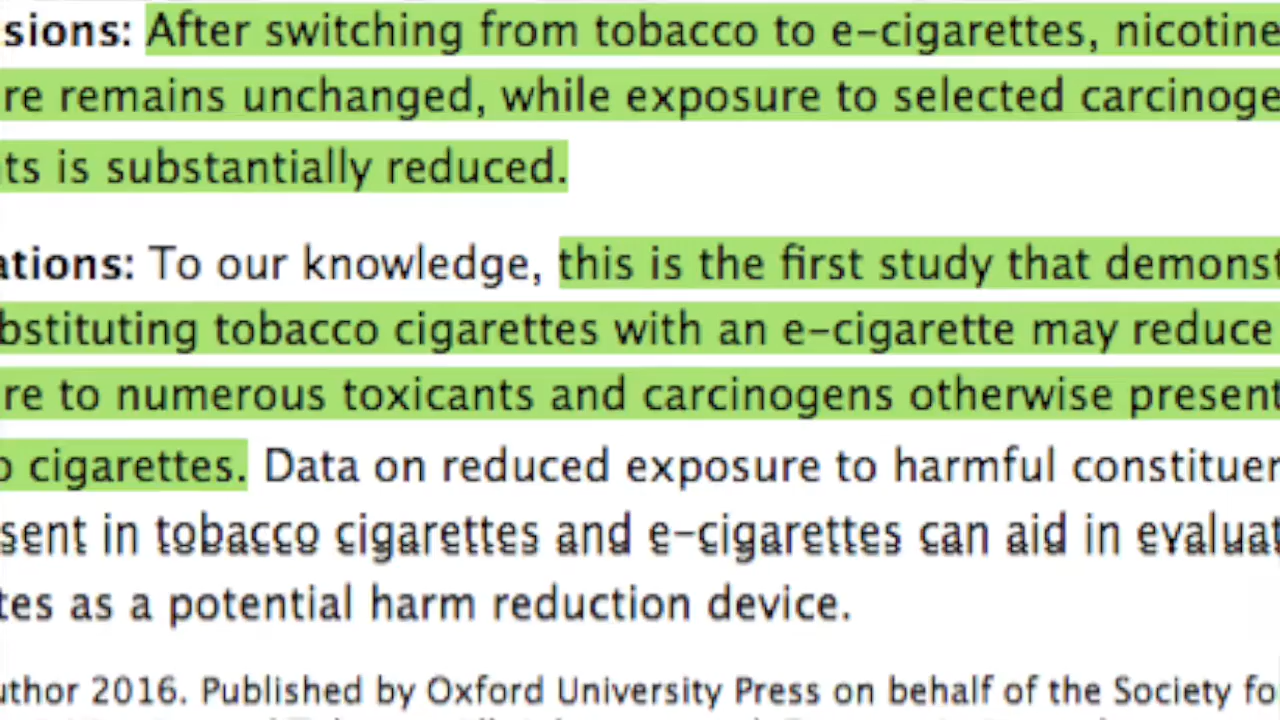 sions: After switching from tobacco to e-cigarettes, nicotine
re remains unchanged, while exposure to selected carcinoge
ts is substantially reduced.
ations: To our knowledge, this is the first study that demonst
bstituting tobacco cigarettes with an e-cigarette may reduce
re to numerous toxicants and carcinogens otherwise present
o cigarettes. Data on reduced exposure to harmful constituen
sent in tobacco cigarettes and e-cigarettes can aid in evaluat
tes as a potential harm reduction device.
uthor 2016. Published by Oxford University Press on behalf of the Society fo